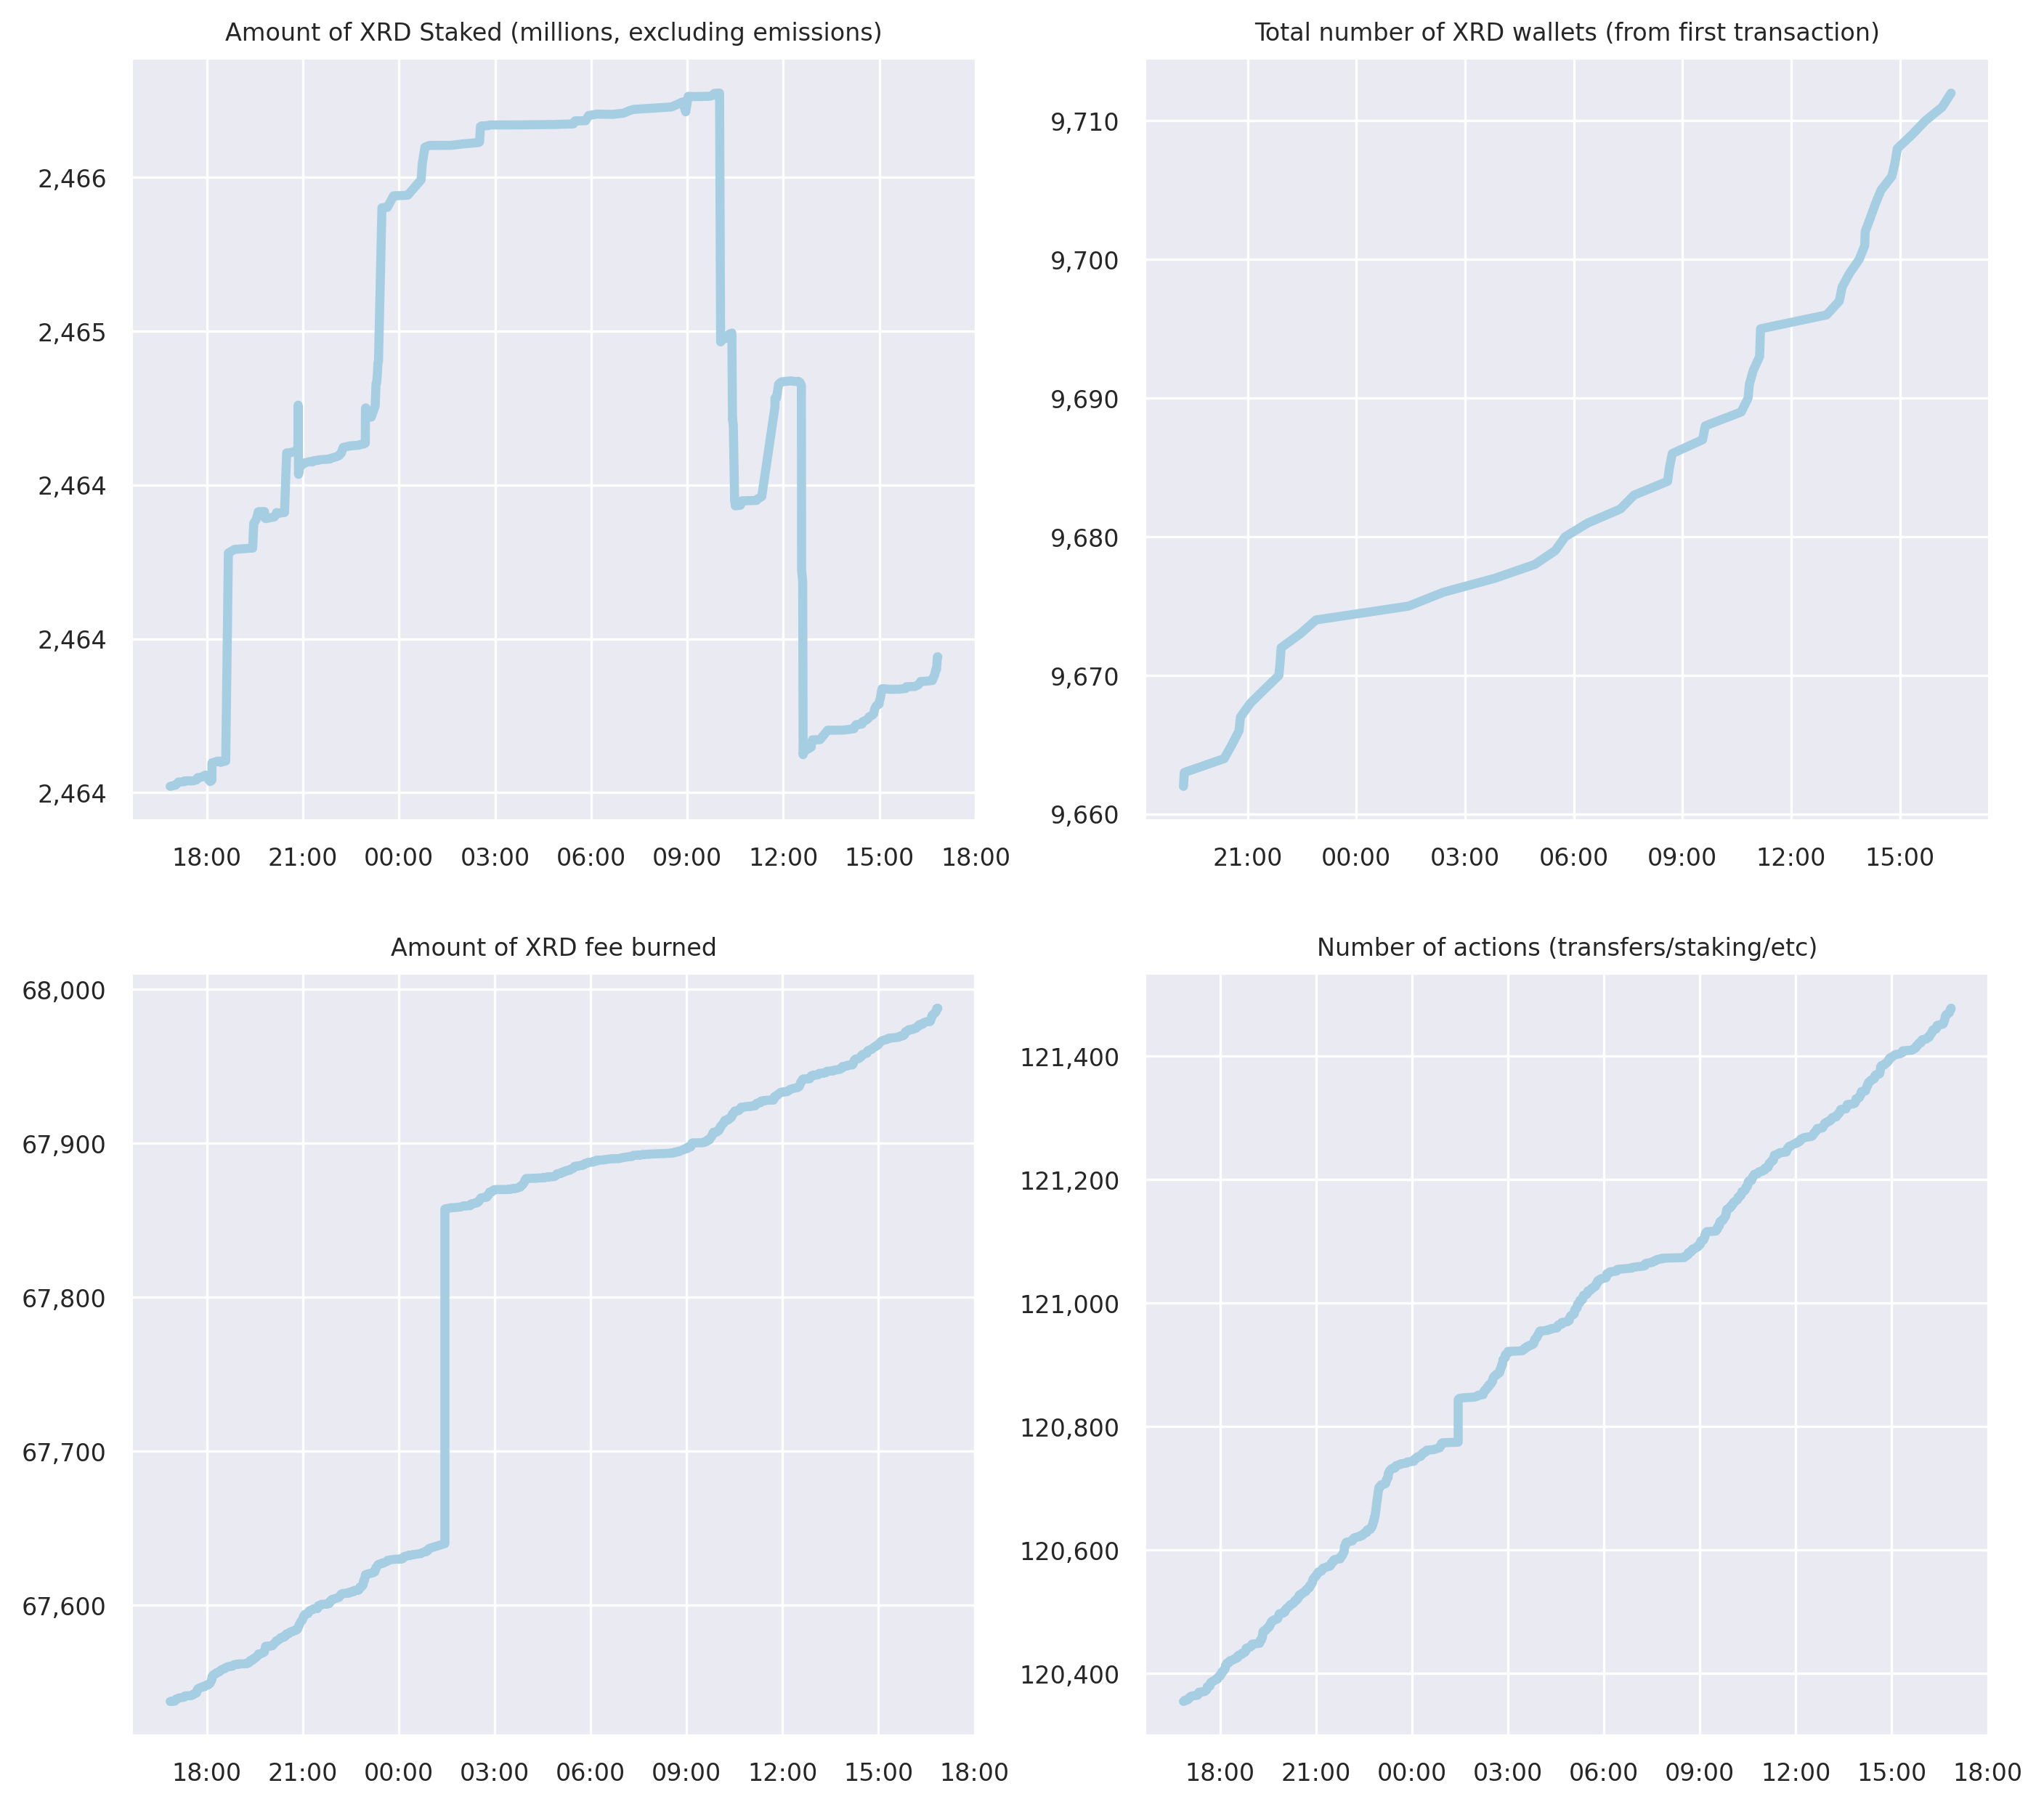 Amount of XRD Staked (millions, excluding emissions)
2,466
2,465
2,464
2,464
2,464
18:00 21:00 00:00 03:00 06:00 09:00 12:00 15:00 18:00
Total number of XRD wallets (from first transaction)
9,710
9,700
9,690
9,680
9,670
9,660
21:00 00:00 03:00 06:00 09:00 12:00 15:00
Amount of XRD fee burned
68,000
67,900
67,800
67,700
67,600
18:00 21:00 00:00 03:00 06:00 09:00 12:00 15:00 18:00
Number of actions (transfers/staking/etc)
121,400
121,200
121,000
120,800
120,600
120,400
18:00 21:00 00:00 03:00 06:00 09:00 12:00 15:00 18:00